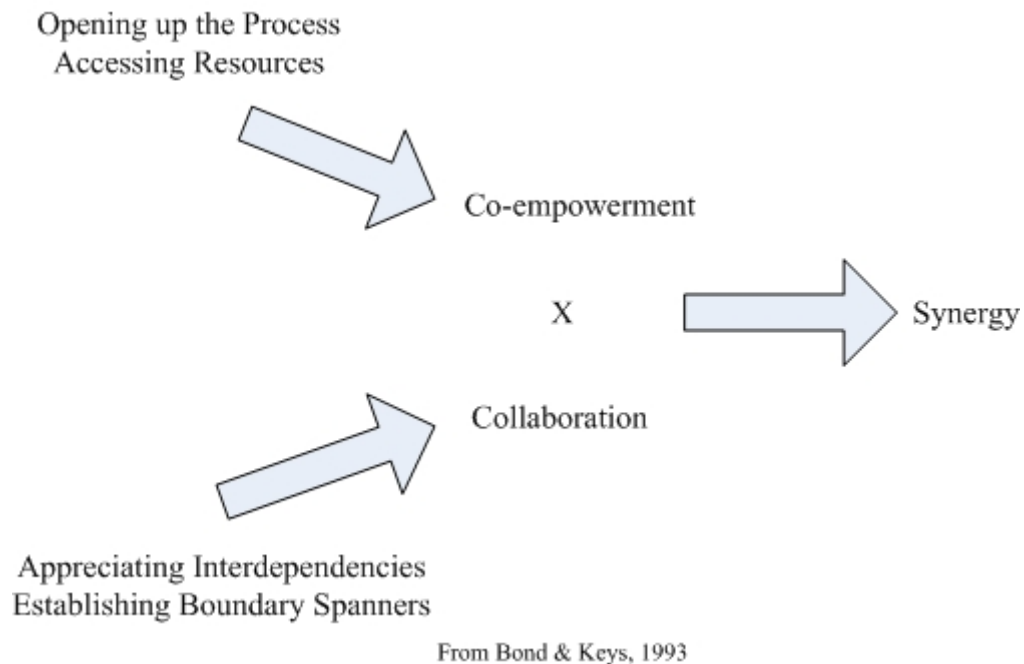 Opening up the Process
Accessing Resources
Co-empowerment
X
Synergy
Collaboration
Appreciating Interdependencies
Establishing Boundary Spanners
From Bond & Keys, 1993